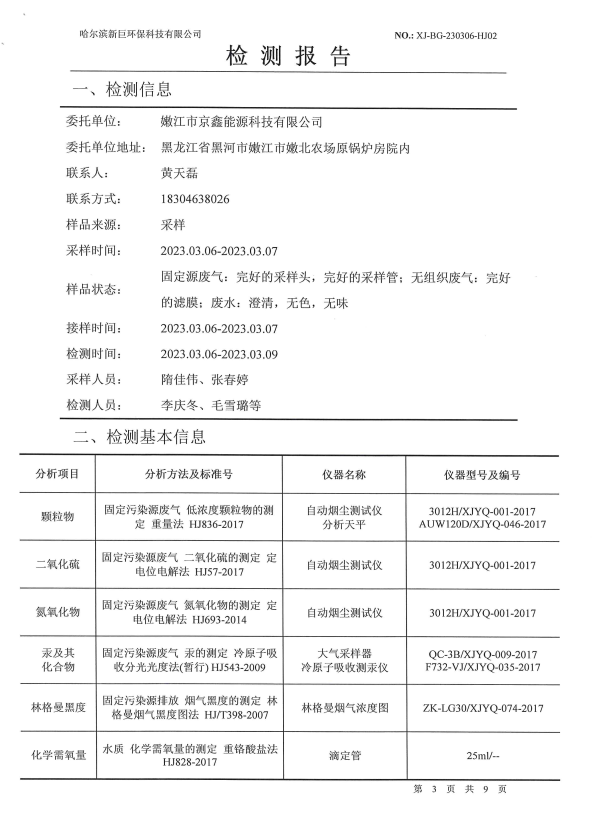 哈尔滨新巨环保科技有限公司 NO.: XJ-BG-230306-HJ02
检测报告
一、检测信息
委托单位： 嫩江市京鑫能源科技有限公司
委托单位地址： 黑龙江省黑河市嫩江市嫩北农场原锅炉房院内
联系人： 黄天磊
联系方式： 18304638026
样品来源： 采样
采样时间： 2023.03.06-2023.03.07
样品状态： 固定源废气：完好的采样头，完好的采样管；无组织废气：完好
的滤膜；废水：澄清，无色，无味
接样时间： 2023.03.06-2023.03.07
检测时间： 2023.03.06-2023.03.09
采样人员： 隋佳伟、张春婷
检测人员： 李庆冬、毛雪璐等
二、检测基本信息
分析项目 分析方法及标准号 仪器名称 仪器型号及编号
颗粒物 固定污染源废气 低浓度颗粒物的测
定 重量法 HJ836-2017 自动烟尘测试仪
分析天平 3012H/XJYQ-001-2017
AUW120D/XJYQ-046-2017
二氧化硫 固定污染源废气 二氧化硫的测定 定
电位电解法 HJ57-2017 自动烟尘测试仪 3012H/XJYQ-001-2017
氮氧化物 固定污染源废气 氮氧化物的测定 定
电位电解法 HJ693-2014 自动烟尘测试仪 3012H/XJYQ-001-2017
汞及其
化合物 固定污染源废气 汞的测定 冷原子吸
收分光光度法(暂行) HJ543-2009 大气采样器
冷原子吸收测汞仪 QC-3B/XJYQ-009-2017
F732-VJ/XJYQ-035-2017
林格曼黑度 固定污染源排放 烟气黑度的测定 林
格曼烟气黑度图法 HJ/T398-2007 林格曼烟气浓度图 ZK-LG30/XJYQ-074-2017
化学需氧量 水质 化学需氧量的测定 重铬酸盐法
HJ828-2017 滴定管 25ml/--
第 3 页 共 9 页